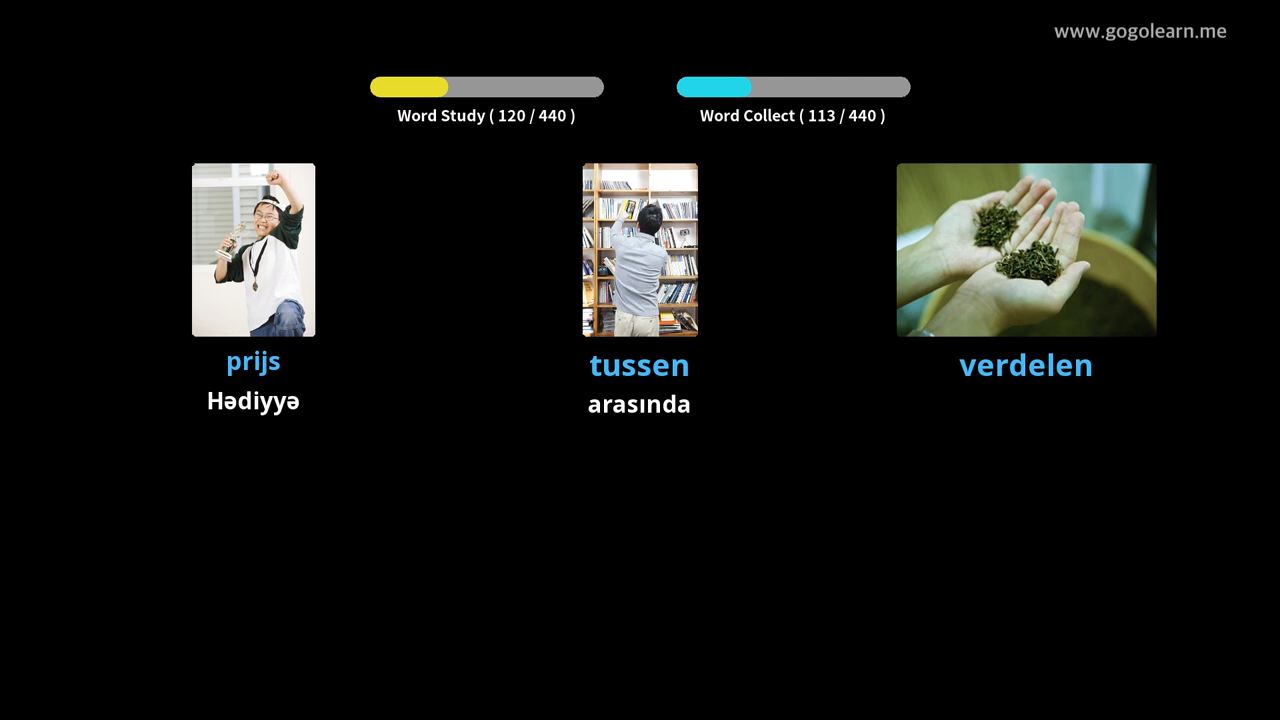 www.gogolearn.me
Word Study ( 120 / 440 )
Word Collect ( 113 / 440 )
prijs
Hədiyyə
tussen
arasında
verdelen